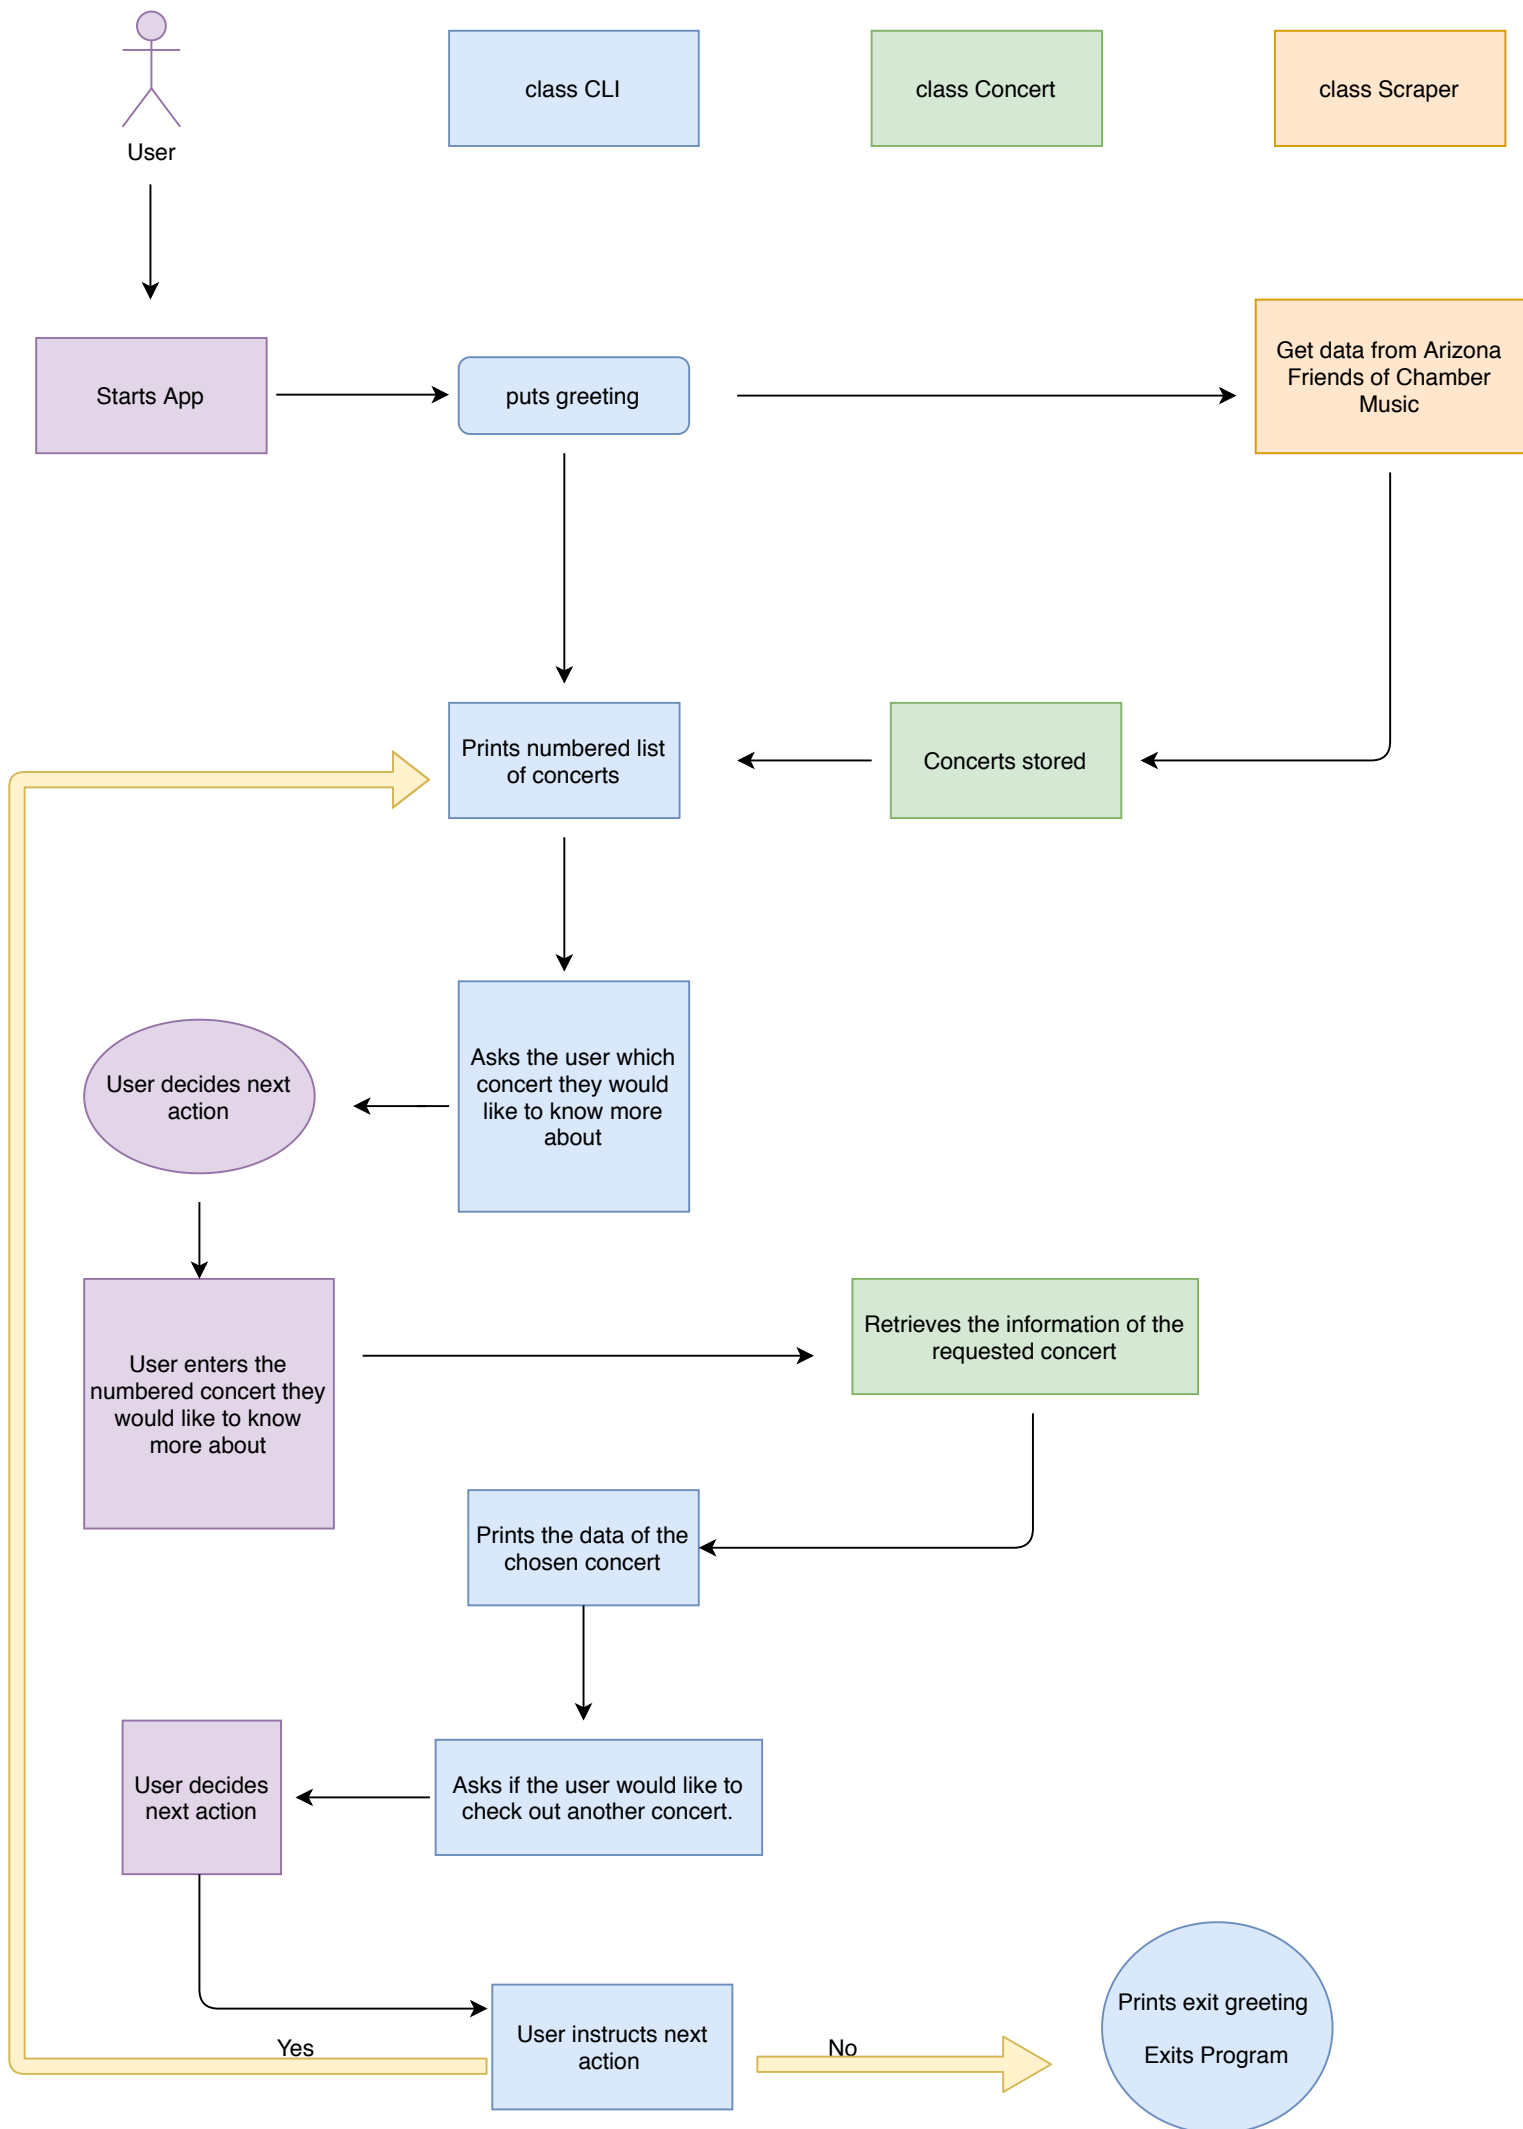 User
class CLI
class Concert
class Scraper
Starts App
puts greeting
Get data from Arizona
Friends of Chamber
Music
Prints numbered list
of concerts
Concerts stored
Asks the user which
concert they would
like to know more
about
User decides next
action
User enters the
numbered concert they
would like to know
more about
Retrieves the information of the
requested concert
Prints the data of the
chosen concert
Asks if the user would like to
check out another concert.
User decides
next action
User instructs next
action
Yes
No
Prints exit greeting
Exits Program